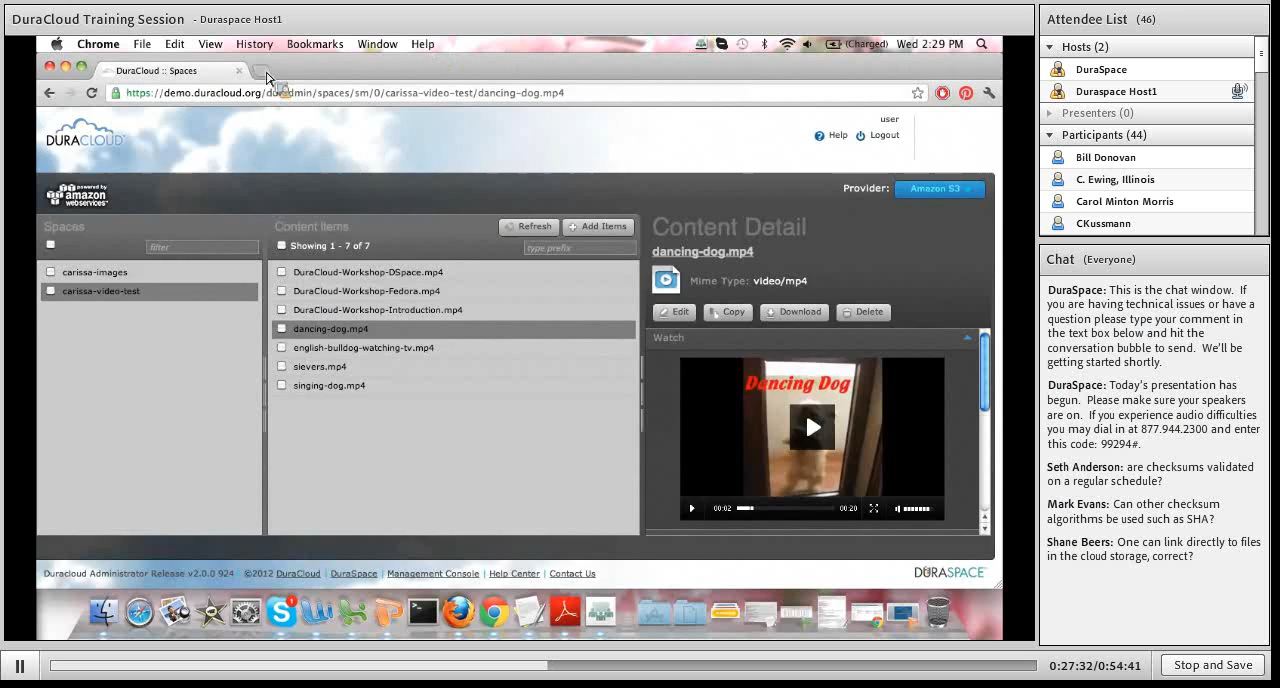 DuraCloud Training Session - Duraspace Host1
Chrome File Edit View History Bookmarks Window Help
(Charged) Wed 2:29 PM
DuraCloud :: Spaces
https://demo.duracloud.org/duradmin/spaces/sm/0/carissa-video-test/dancing-dog.mp4
DURACLOUD
user
Help Logout
powered by
amazon
webservices
Provider: Amazon S3
Spaces
filter
carissa-images
carissa-video-test
Content Items
Refresh Add Items
Showing 1 - 7 of 7
type prefix
DuraCloud-Workshop-DSpace.mp4
DuraCloud-Workshop-Fedora.mp4
DuraCloud-Workshop-Introduction.mp4
dancing-dog.mp4
english-bulldog-watching-tv.mp4
sievers.mp4
singing-dog.mp4
Content Detail
dancing-dog.mp4
Mime Type: video/mp4
Edit Copy Download Delete
Watch
Dancing Dog
00:02 00:20
Duracloud Administrator Release v2.0.0 924 ©2012 DuraCloud | DuraSpace | Management Console | Help Center | Contact Us
DURASPACE
Attendee List (46)
Hosts (2)
DuraSpace
Duraspace Host1
Presenters (0)
Participants (44)
Bill Donovan
C. Ewing, Illinois
Carol Minton Morris
CKussmann
Chat (Everyone)
DuraSpace: This is the chat window. If
you are having technical issues or have a
question please type your comment in
the text box below and hit the
conversation bubble to send. We'll be
getting started shortly.
DuraSpace: Today's presentation has
begun. Please make sure your speakers
are on. If you experience audio difficulties
you may dial in at 877.944.2300 and enter
this code: 99294#.
Seth Anderson: are checksums validated
on a regular schedule?
Mark Evans: Can other checksum
algorithms be used such as SHA?
Shane Beers: One can link directly to files
in the cloud storage, correct?
0:27:32/0:54:41
Stop and Save